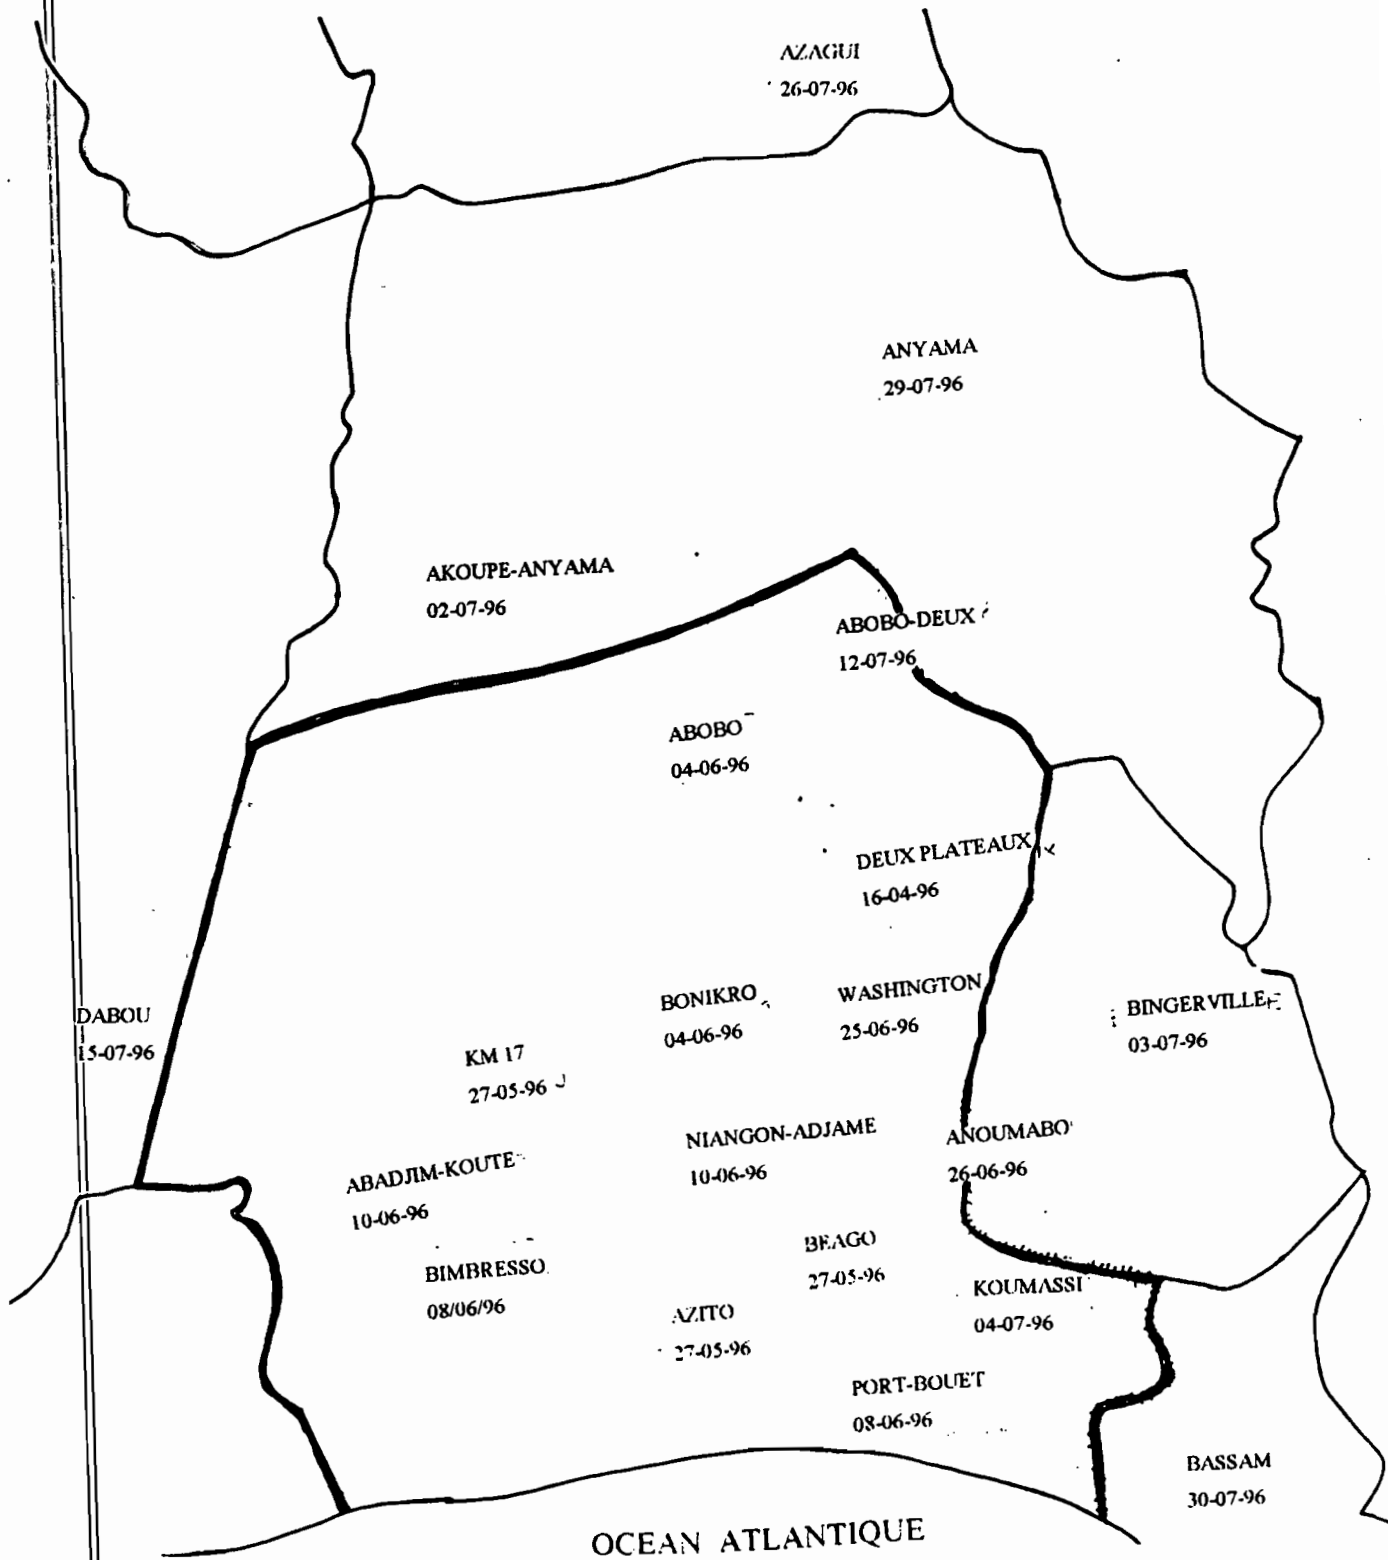 AZAGUI
26-07-96
ANYAMA
29-07-96
AKOUPE-ANYAMA
02-07-96
ABOBO-DEUX
12-07-96
ABOBO
04-06-96
DEUX PLATEAUX
16-04-96
BONIKRO
04-06-96
WASHINGTON
25-06-96
BINGERVILLE
03-07-96
DABOU
15-07-96
KM 17
27-05-96
NIANGON-ADJAME
10-06-96
ANOUMABO
26-06-96
ABADJIM-KOUTE
10-06-96
BEAGO
27-05-96
BIMBRESSO
08/06/96
KOUMASSI
04-07-96
AZITO
27-05-96
PORT-BOUET
08-06-96
BASSAM
30-07-96
OCEAN ATLANTIQUE